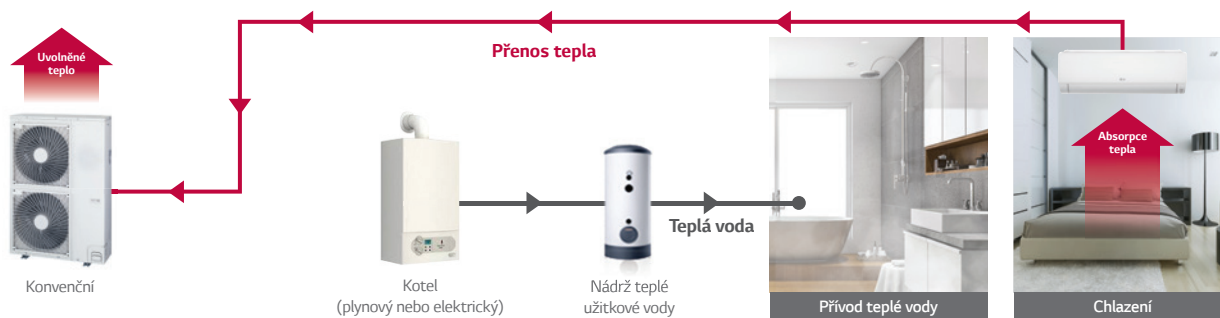 Přenos tepla
Uvolněné
teplo
Absorpce
tepla
Teplá voda
Konvenční
Kotel
(plynový nebo elektrický)
Nádrž teplé
užitkové vody
Přívod teplé vody
Chlazení